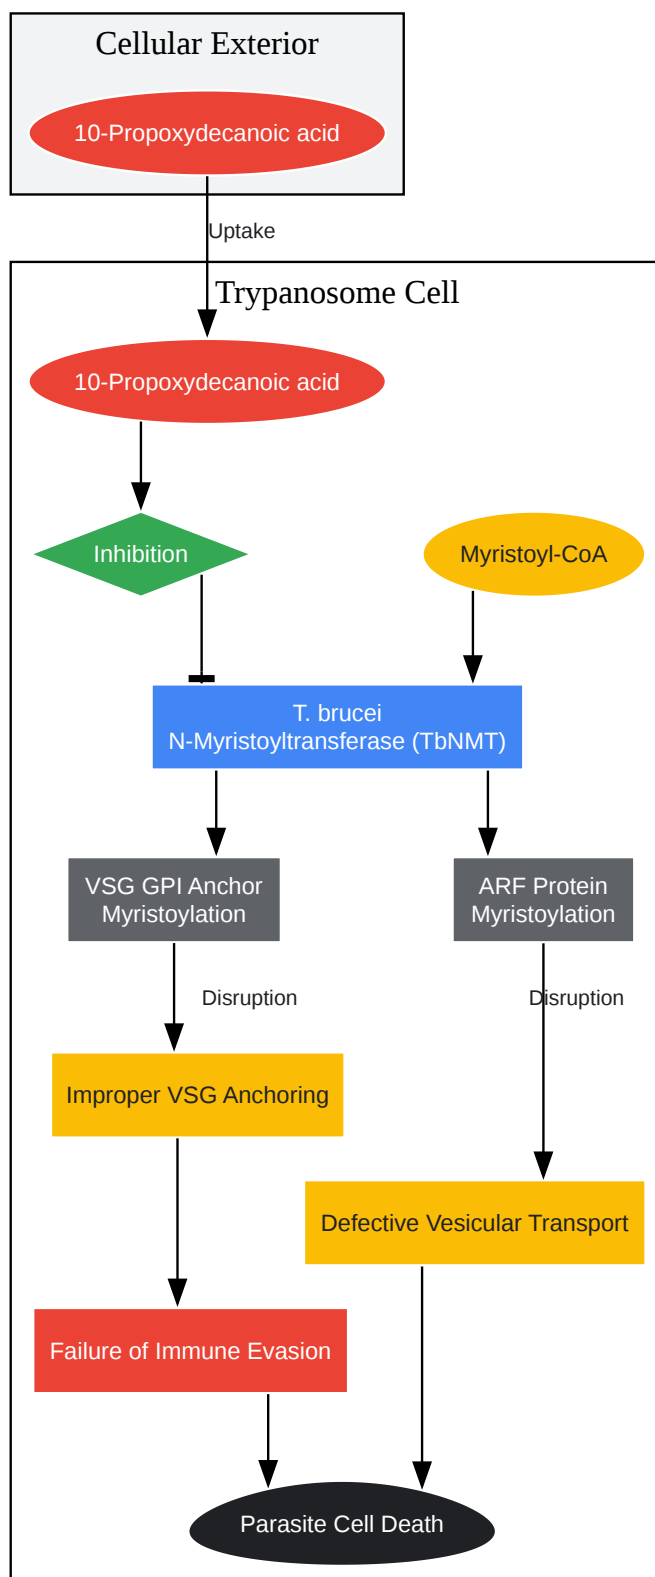 Cellular Exterior
10-Propoxydecanoic acid
Uptake
Trypanosome Cell
10-Propoxydecanoic acid
Inhibition
Myristoyl-CoA
T. brucei
N-Myristoyltransferase (TbNMT)
VSG GPI Anchor
Myristoylation
ARF Protein
Myristoylation
Disruption
Disruption
Improper VSG Anchoring
Defective Vesicular Transport
Failure of Immune Evasion
Parasite Cell Death